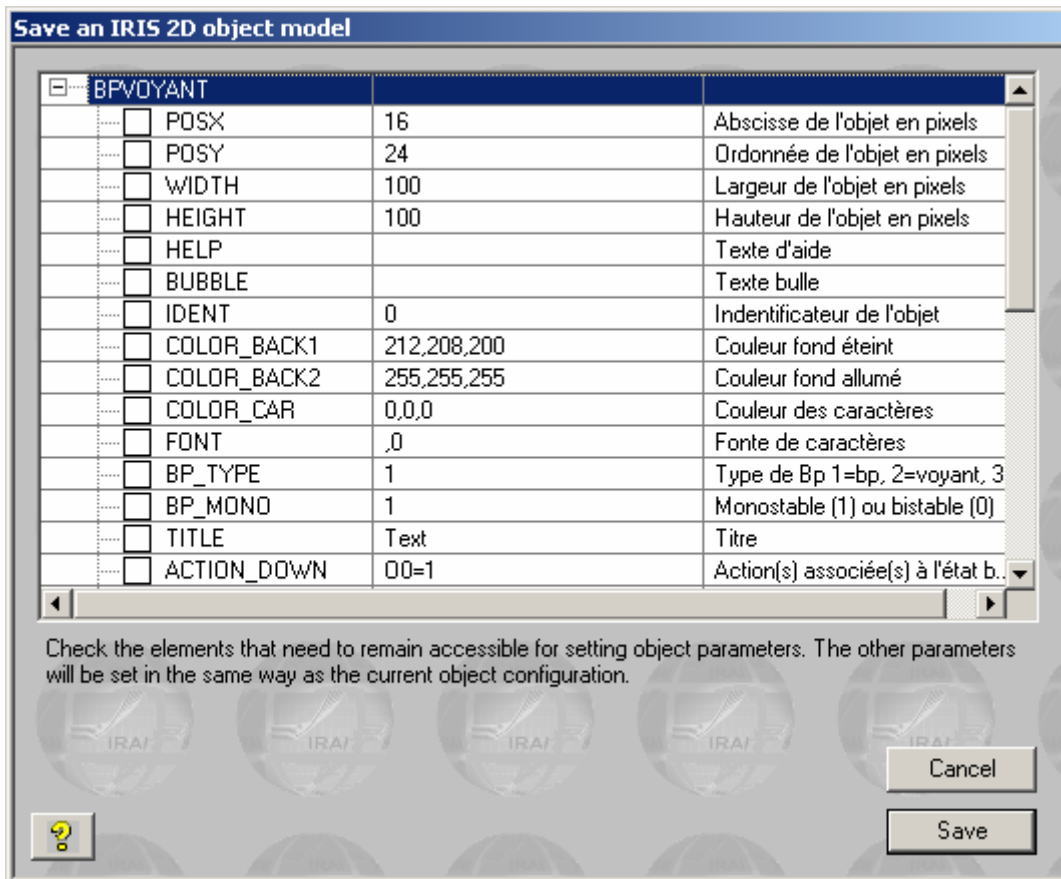 Save an IRIS 2D object model
BPVOYANT
POSX 16 Abscisse de l'objet en pixels
POSY 24 Ordonnée de l'objet en pixels
WIDTH 100 Largeur de l'objet en pixels
HEIGHT 100 Hauteur de l'objet en pixels
HELP Texte d'aide
BUBBLE Texte bulle
IDENT 0 Indentificateur de l'objet
COLOR_BACK1 212,208,200 Couleur fond éteint
COLOR_BACK2 255,255,255 Couleur fond allumé
COLOR_CAR 0,0,0 Couleur des caractères
FONT ,0 Fonte de caractères
BP_TYPE 1 Type de Bp 1=bp, 2=voyant, 3
BP_MONO 1 Monostable (1) ou bistable (0)
TITLE Text Titre
ACTION_DOWN O0=1 Action(s) associée(s) à l'état b...
Check the elements that need to remain accessible for setting object parameters. The other parameters
will be set in the same way as the current object configuration.
IRAI IRAI IRAI IRAI IRAI
Cancel
Save